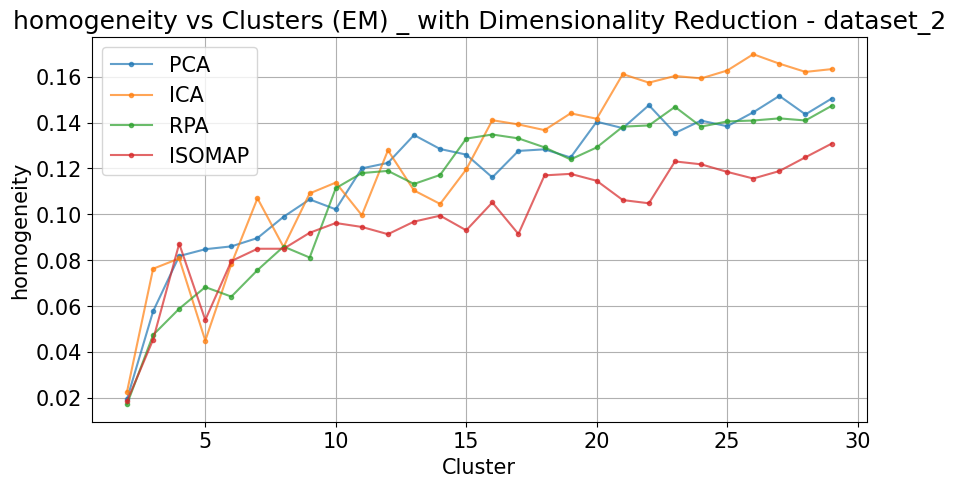 homogeneity vs Clusters (EM) _ with Dimensionality Reduction - dataset_2
PCA
ICA
RPA
ISOMAP
homogeneity
0.16
0.14
0.12
0.10
0.08
0.06
0.04
0.02
5 10 15 20 25 30
Cluster